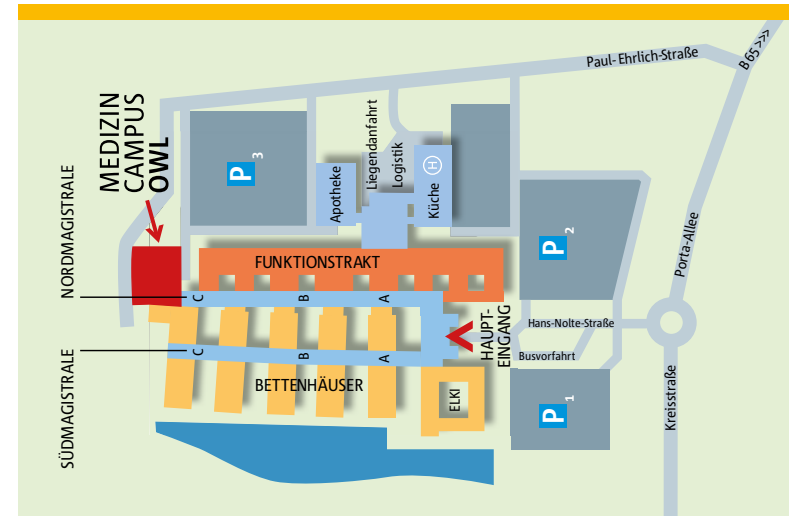 Paul-Ehrlich-Straße
B 65 >>>
MEDIZIN
CAMPUS
OWL
P 3
Apotheke
Liegendanfahrt
Logistik
Küche
H
NORDMAGISTRALE
P 2
Porta-Allee
FUNKTIONSTRAKT
C
B
A
HAUPT-
EINGANG
Hans-Nolte-Straße
Busvorfahrt
C
B
A
SÜDMAGISTRALE
BETTENHÄUSER
ELKI
P 1
Kreisstraße